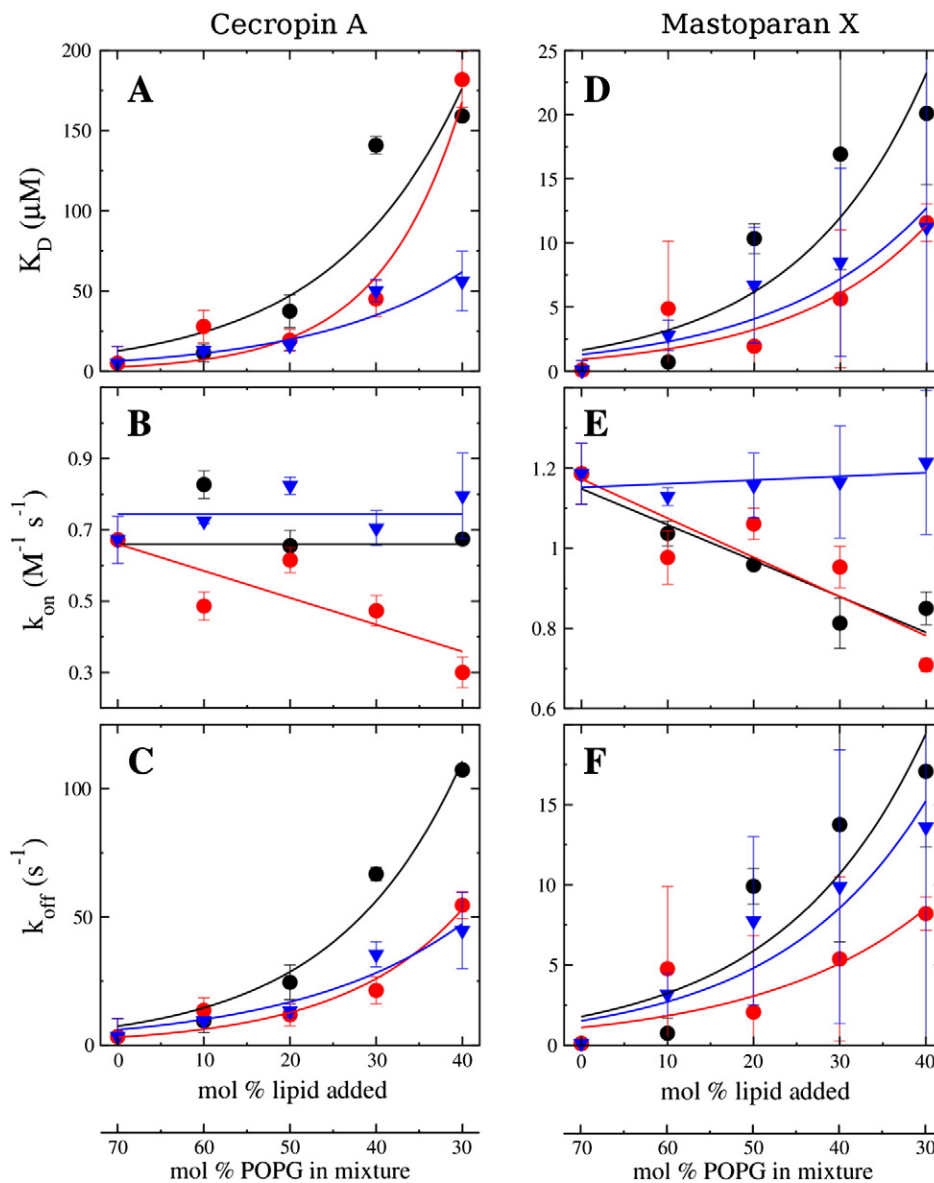 Cecropin A
Mastoparan X
A
200
150
100
50
0
K_D (μM)
D
25
20
15
10
5
0
B
0.9
0.7
0.5
0.3
k_on (M⁻¹ s⁻¹)
E
1.2
1
0.8
0.6
C
100
50
0
k_off (s⁻¹)
F
15
10
5
0
0 10 20 30 40
mol % lipid added
0 10 20 30 40
mol % lipid added
70 60 50 40 30
mol % POPG in mixture
70 60 50 40 30
mol % POPG in mixture